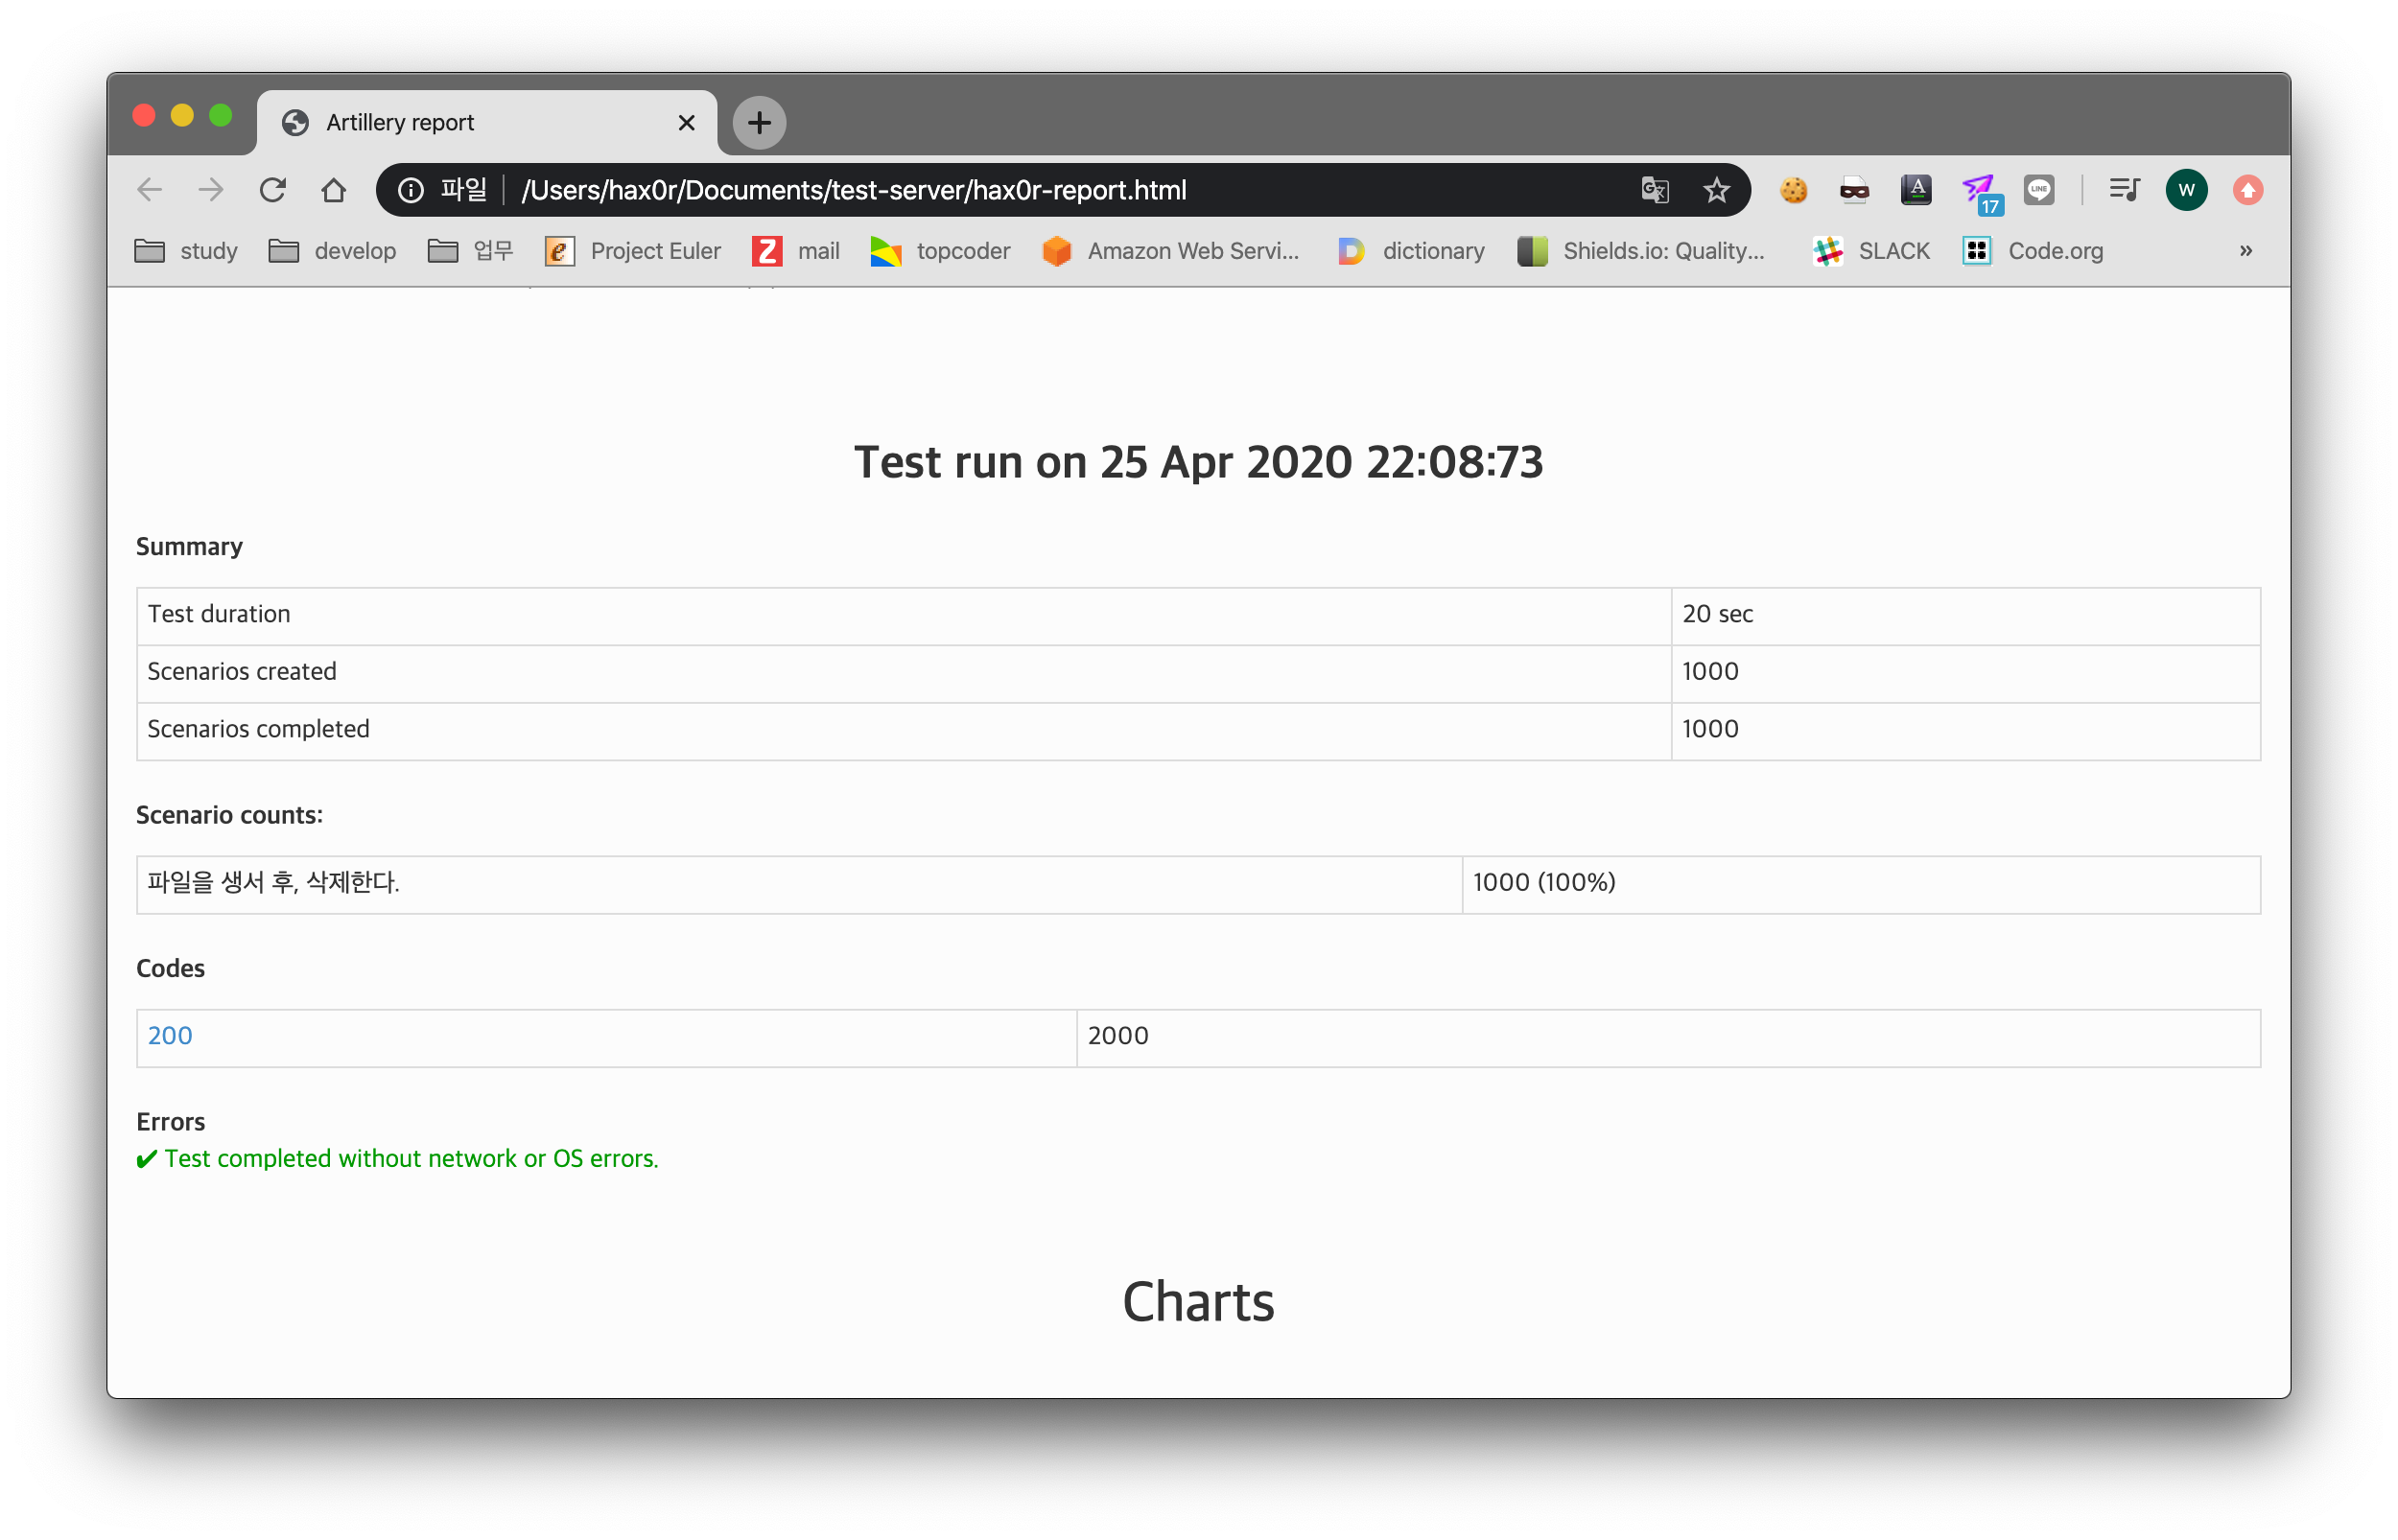 Artillery report
파일 /Users/hax0r/Documents/test-server/hax0r-report.html
A
17
LINE
W
study develop 업무 e Project Euler Z mail topcoder Amazon Web Servi... D dictionary Shields.io: Quality... SLACK Code.org »
Test run on 25 Apr 2020 22:08:73
Summary
Test duration 20 sec
Scenarios created 1000
Scenarios completed 1000
Scenario counts:
파일을 생서 후, 삭제한다. 1000 (100%)
Codes
200 2000
Errors
✔ Test completed without network or OS errors.
Charts